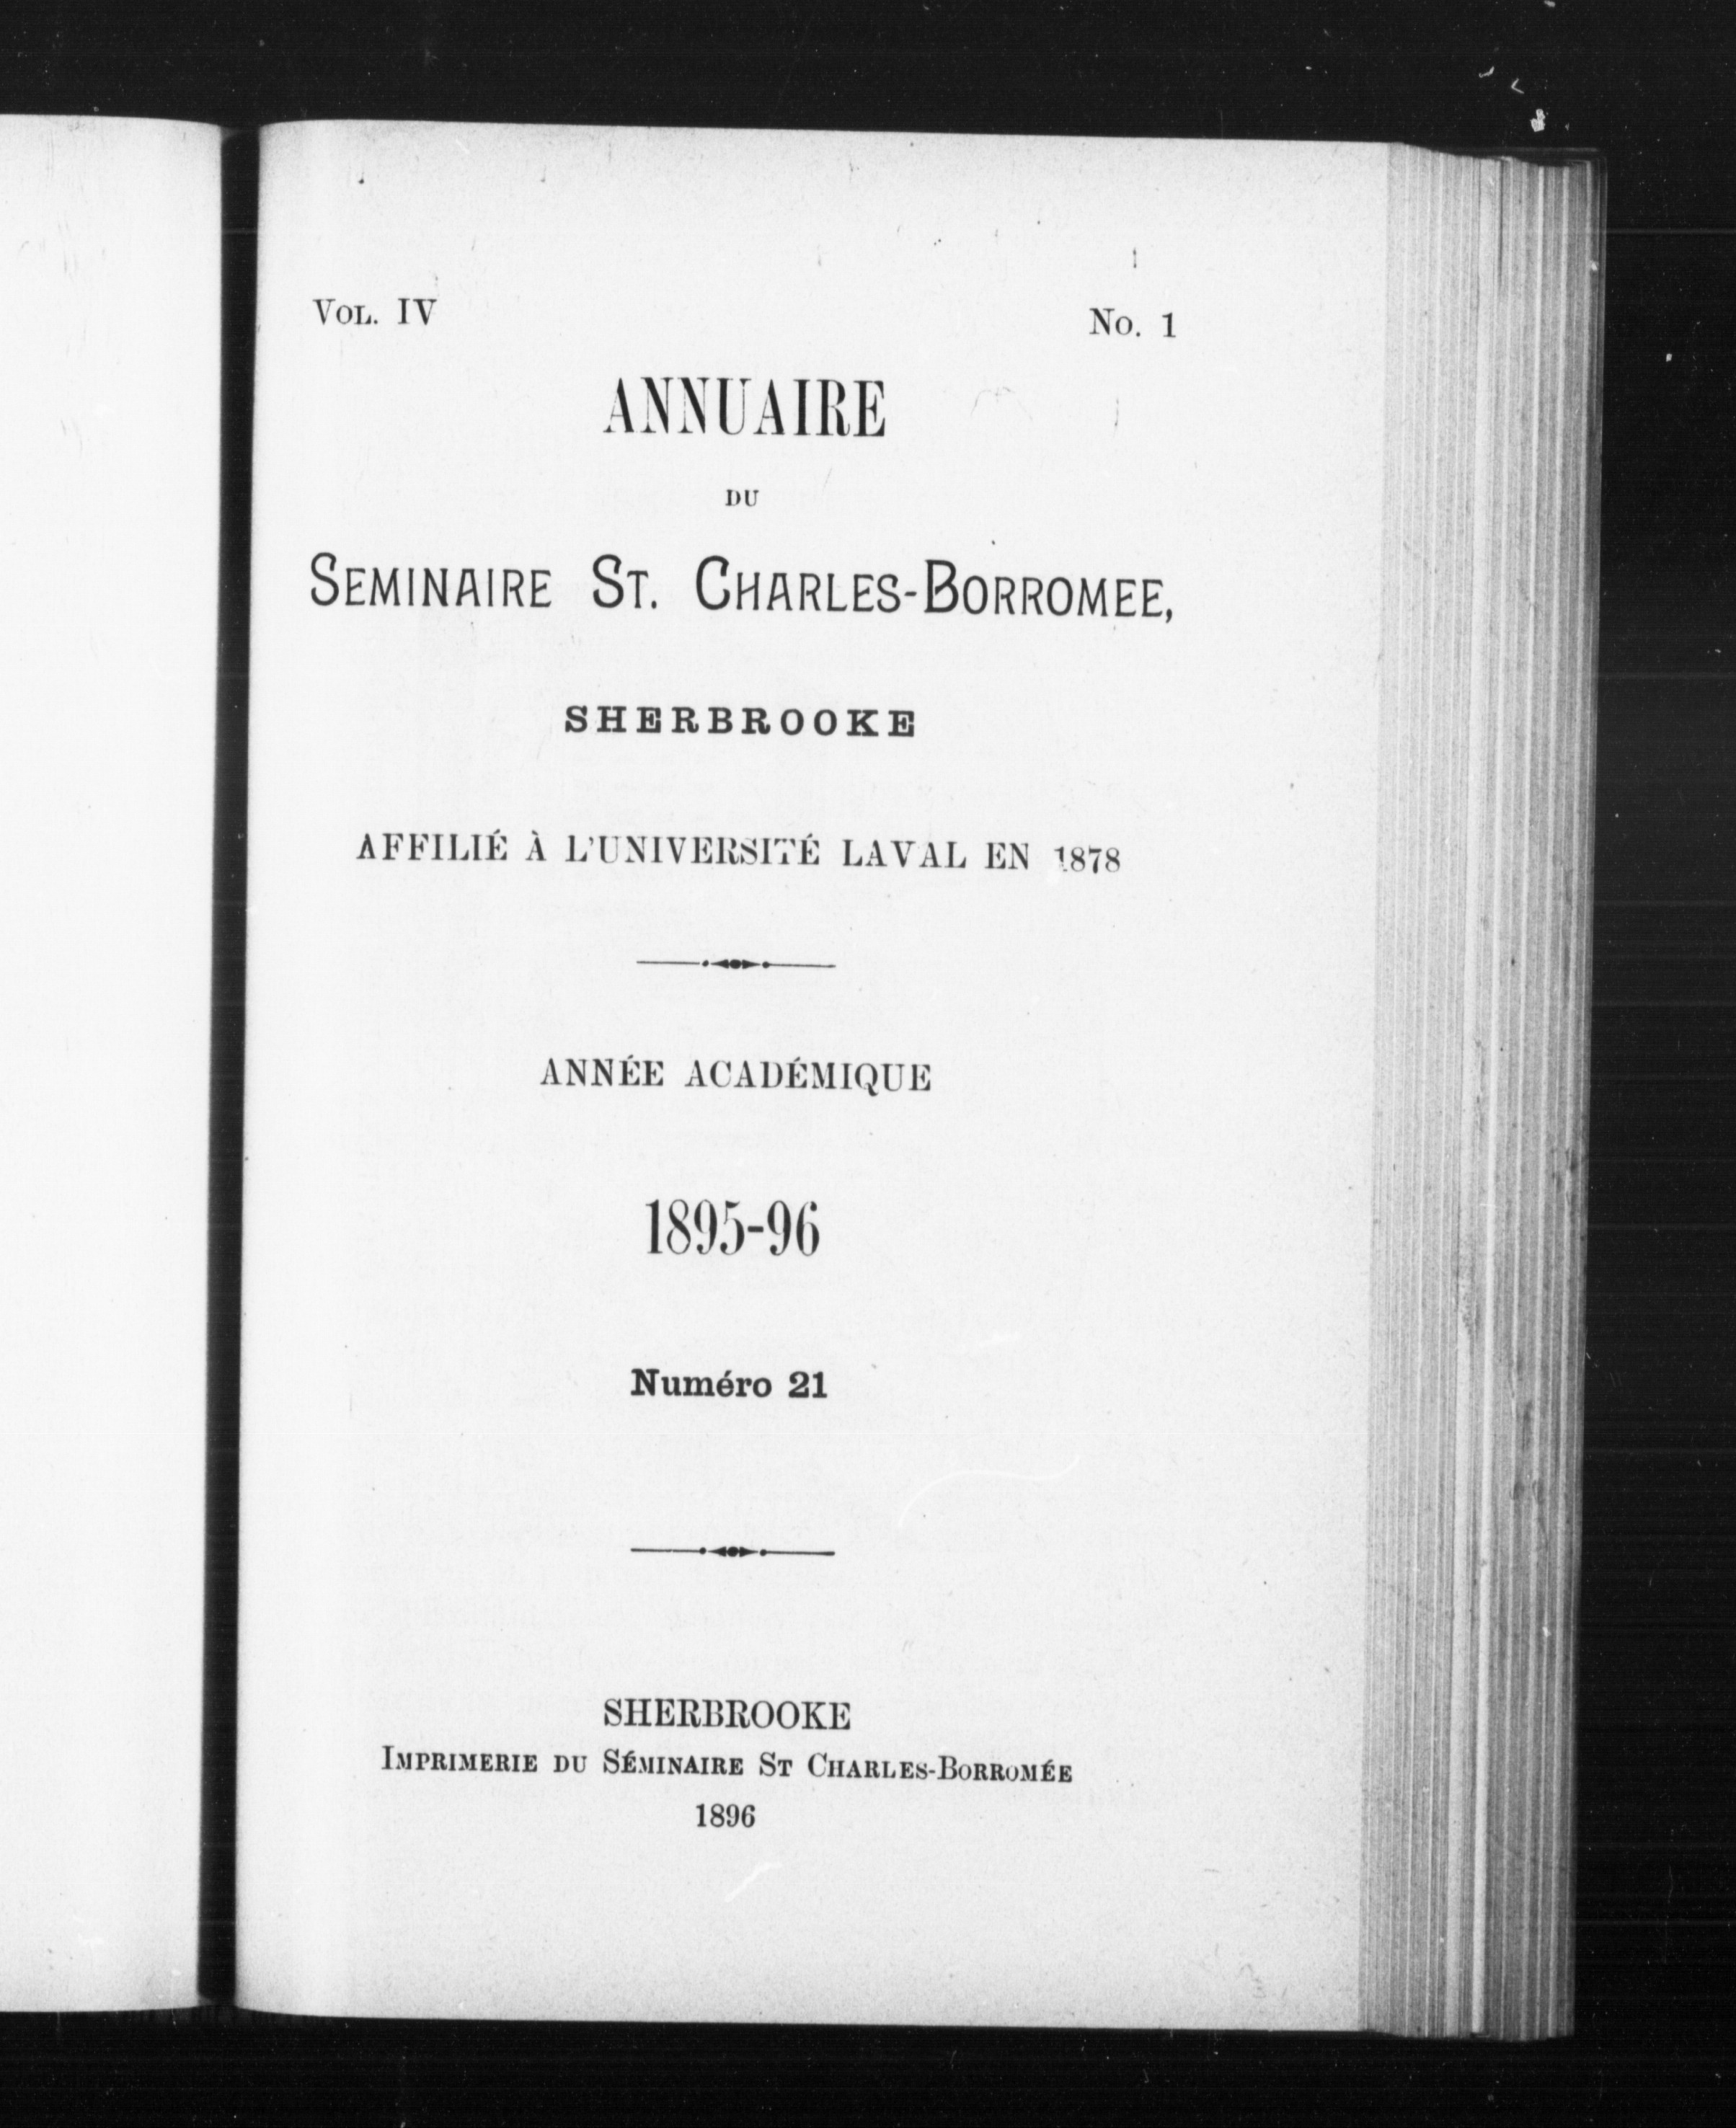 VOL. IV No. 1
ANNUAIRE
DU
SEMINAIRE ST. CHARLES-BORROMEE,
SHERBROOKE
AFFILIÉ À L'UNIVERSITÉ LAVAL EN 1878
ANNÉE ACADÉMIQUE
1895-96
Numéro 21
SHERBROOKE
IMPRIMERIE DU SÉMINAIRE ST CHARLES-BORROMÉE
1896